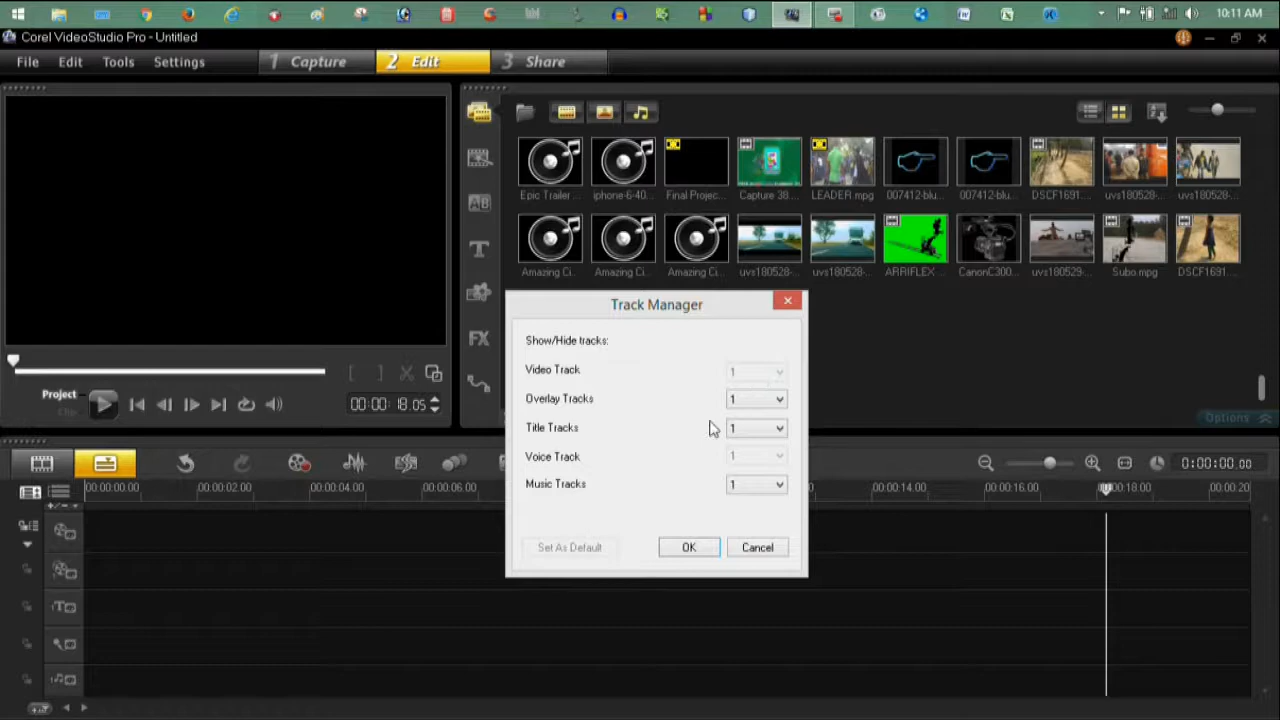 10:11 AM
Corel VideoStudio Pro - Untitled
File Edit Tools Settings 1 Capture 2 Edit 3 Share
Epic Trailer ... iphone-6-40... Final Projec... Capture 38... LEADER.mpg 007412-blu... 007412-blu... DSCF1691... uvs180528-... uvs180528-...
Amazing Ci... Amazing Ci... Amazing Ci... uvs180528-... uvs180528-... ARRIFLEX ... CanonC300... uvs180529-... Subo.mpg DSCF1691...
Track Manager
Show/Hide tracks:
Video Track 1
Overlay Tracks 1
Title Tracks 1
Voice Track 1
Music Tracks 1
Set As Default OK Cancel
Project
Clip
00:00:18.05
FX
Options
0:00:00.00
00:00:00.00 00:00:02.00 00:00:04.00 00:00:06.00 00:00:14.00 00:00:16.00 00:18.00 00:00:20